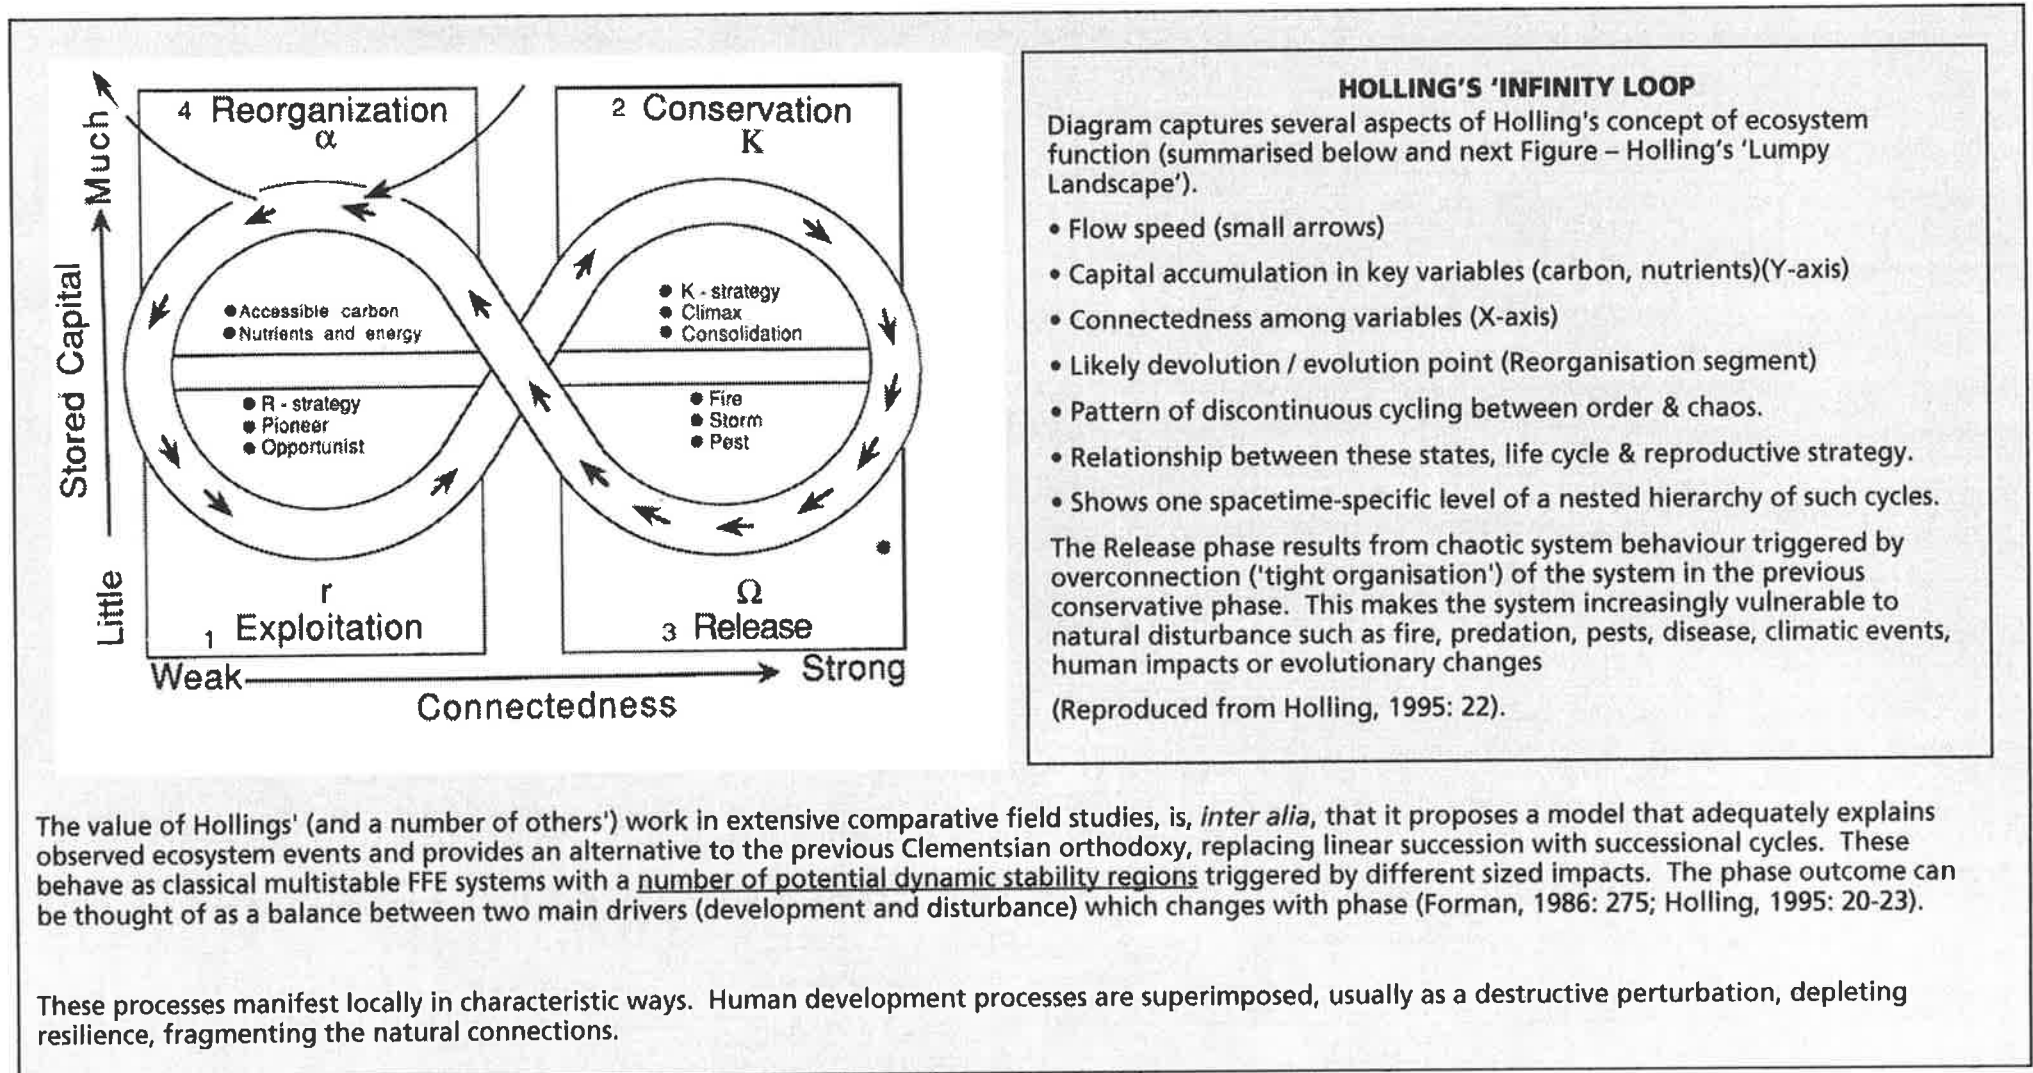 4 Reorganization
α
2 Conservation
K
Stored Capital
Little
Much
● Accessible carbon
● Nutrients and energy
● K - strategy
● Climax
● Consolidation
● R - strategy
● Pioneer
● Opportunist
● Fire
● Storm
● Pest
r
1 Exploitation
Ω
3 Release
Weak
Strong
Connectedness
HOLLING'S 'INFINITY LOOP
Diagram captures several aspects of Holling's concept of ecosystem
function (summarised below and next Figure – Holling's 'Lumpy
Landscape').
• Flow speed (small arrows)
• Capital accumulation in key variables (carbon, nutrients)(Y-axis)
• Connectedness among variables (X-axis)
• Likely devolution / evolution point (Reorganisation segment)
• Pattern of discontinuous cycling between order & chaos.
• Relationship between these states, life cycle & reproductive strategy.
• Shows one spacetime-specific level of a nested hierarchy of such cycles.
The Release phase results from chaotic system behaviour triggered by
overconnection ('tight organisation') of the system in the previous
conservative phase. This makes the system increasingly vulnerable to
natural disturbance such as fire, predation, pests, disease, climatic events,
human impacts or evolutionary changes
(Reproduced from Holling, 1995: 22).
The value of Hollings' (and a number of others') work in extensive comparative field studies, is, inter alia, that it proposes a model that adequately explains
observed ecosystem events and provides an alternative to the previous Clementsian orthodoxy, replacing linear succession with successional cycles. These
behave as classical multistable FFE systems with a number of potential dynamic stability regions triggered by different sized impacts. The phase outcome can
be thought of as a balance between two main drivers (development and disturbance) which changes with phase (Forman, 1986: 275; Holling, 1995: 20-23).
These processes manifest locally in characteristic ways. Human development processes are superimposed, usually as a destructive perturbation, depleting
resilience, fragmenting the natural connections.